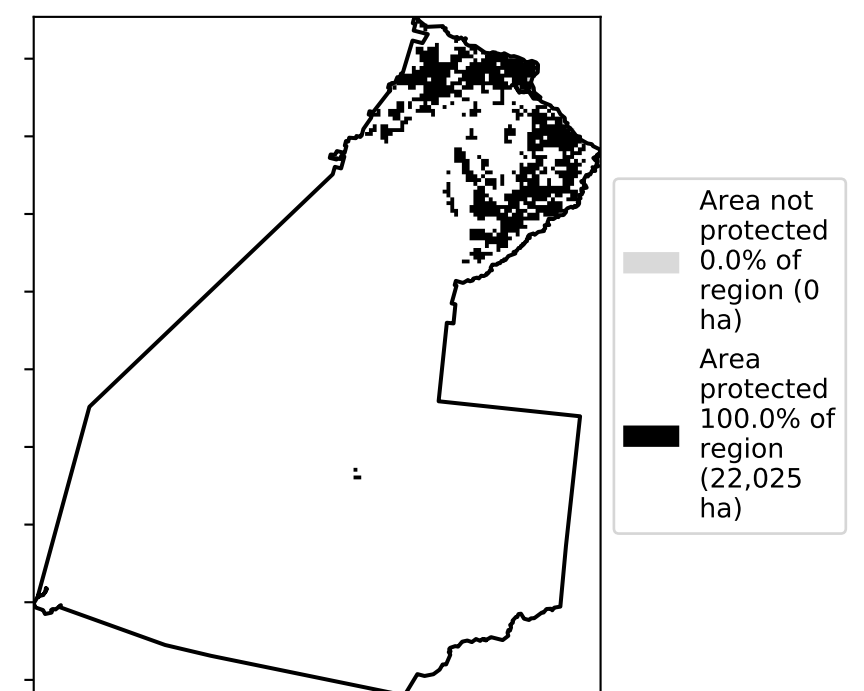 Area not
protected
0.0% of
region (0
ha)
Area
protected
100.0% of
region
(22,025
ha)